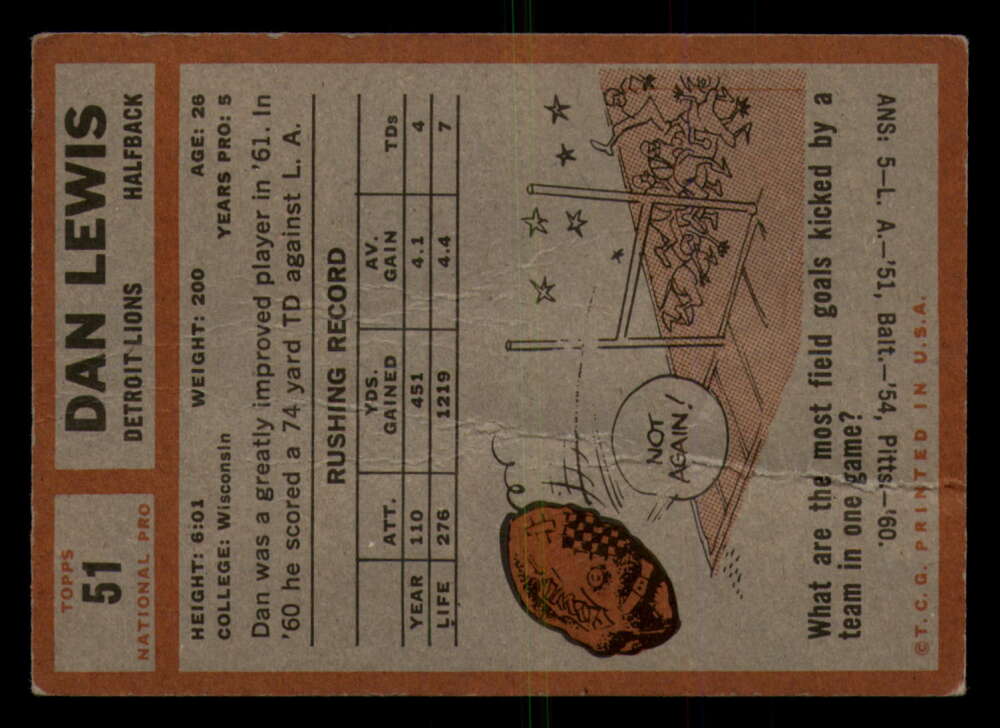 TOPPS
51
NATIONAL PRO
DAN LEWIS
DETROIT LIONS HALFBACK
HEIGHT: 6:01 WEIGHT: 200 AGE: 26
COLLEGE: Wisconsin YEARS PRO: 5
Dan was a greatly improved player in '61. In
'60 he scored a 74 yard TD against L. A.
RUSHING RECORD
ATT. YDS. GAINED AV. GAIN TDs
YEAR 110 451 4.1 4
LIFE 276 1219 4.4 7
NOT
AGAIN!
What are the most field goals kicked by a
team in one game?
ANS: 5—L. A.—'51, Balt.—'54, Pitts.—'60.
© T. C. G. PRINTED IN U.S.A.